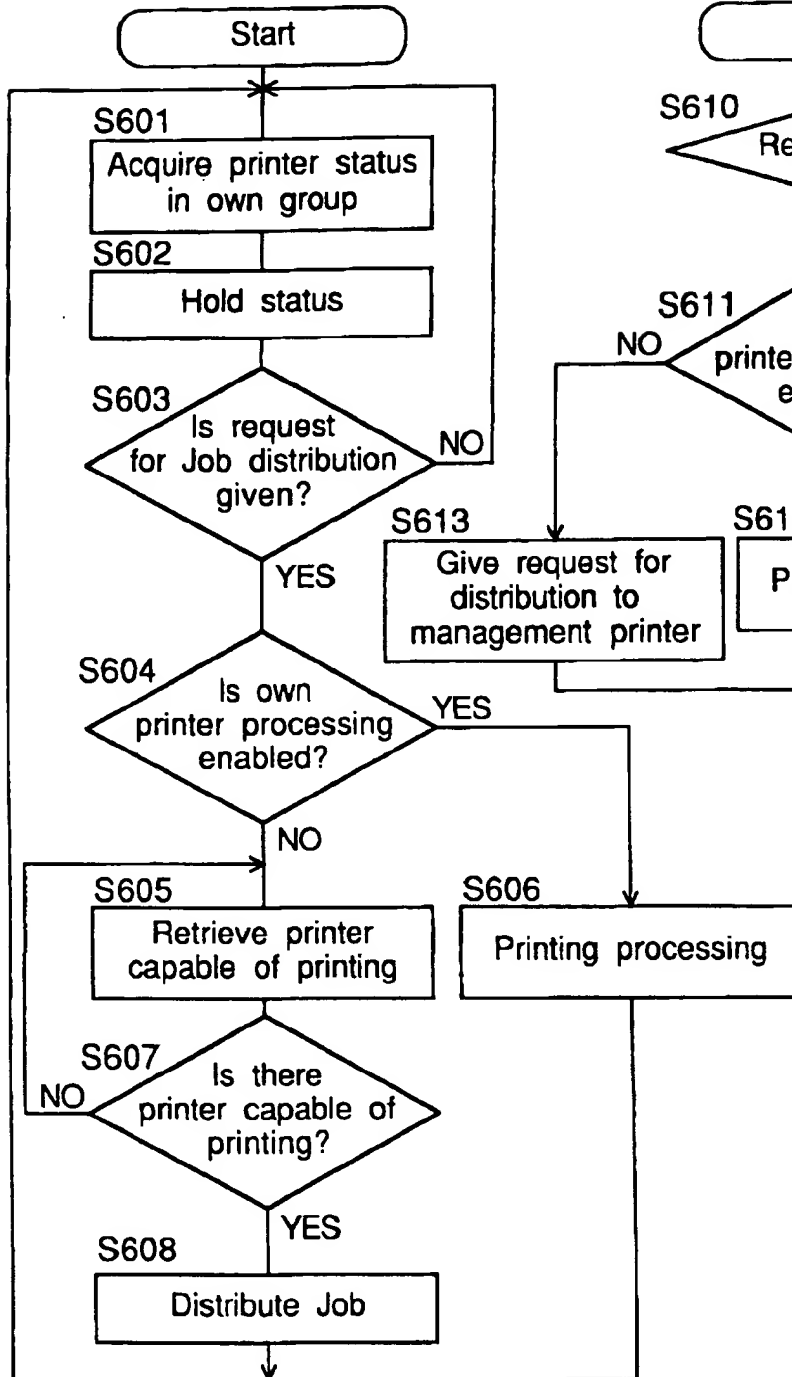 Start
S601
Acquire printer status
in own group
S602
Hold status
S603
Is request
for Job distribution
given?
NO
YES
S604
Is own
printer processing
enabled?
YES
NO
S605
Retrieve printer
capable of printing
S606
Printing processing
S607
Is there
printer capable of
printing?
NO
YES
S608
Distribute Job
S610
Re
S611
NO
printe
e
S613
Give request for
distribution to
management printer
S61
P